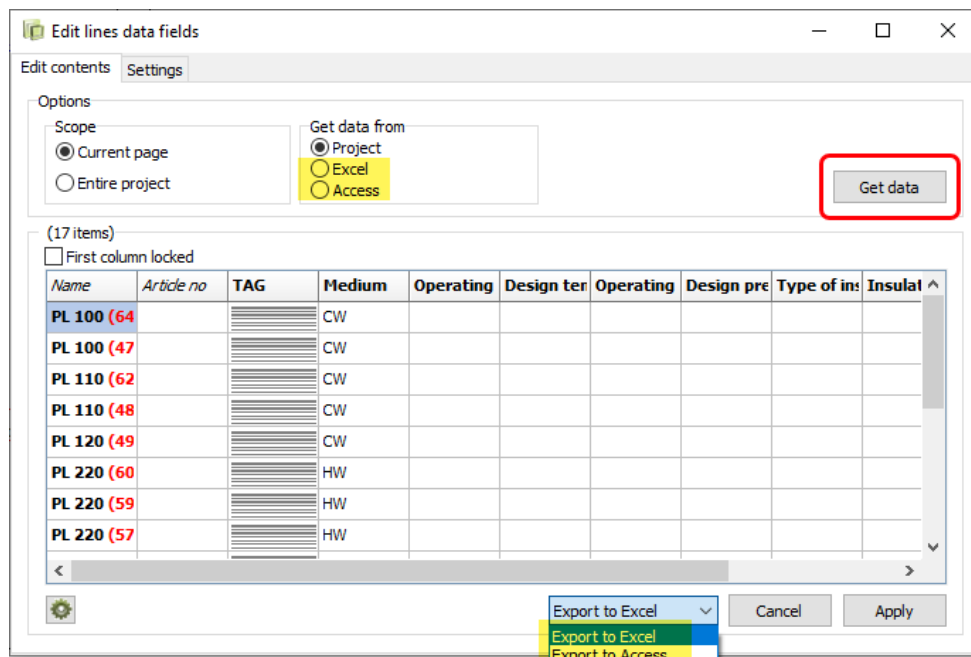 Edit lines data fields
Edit contents Settings
Options
Scope
Current page
Entire project
Get data from
Project
Excel
Access
Get data
(17 items)
First column locked
Name Article no TAG Medium Operating Design ten Operating Design pre Type of ins Insulat
PL 100 (64 CW
PL 100 (47 CW
PL 110 (62 CW
PL 110 (48 CW
PL 120 (49 CW
PL 220 (60 HW
PL 220 (59 HW
PL 220 (57 HW
Export to Excel Cancel Apply
Export to Excel
Export to Access